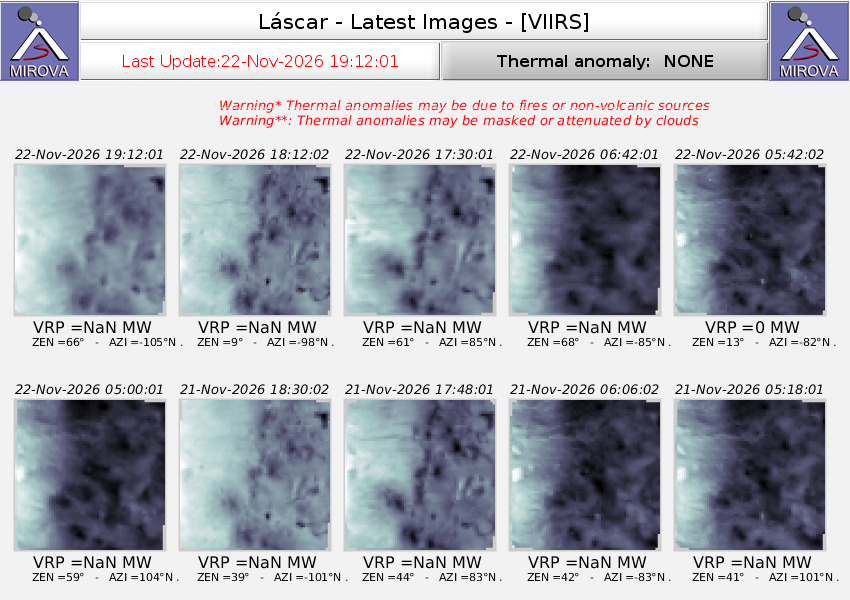 Láscar - Latest Images - [VIIRS]
MIROVA
Last Update:22-Nov-2026 19:12:01
Thermal anomaly: NONE
MIROVA
Warning* Thermal anomalies may be due to fires or non-volcanic sources
Warning**: Thermal anomalies may be masked or attenuated by clouds
22-Nov-2026 19:12:01 22-Nov-2026 18:12:02 22-Nov-2026 17:30:01 22-Nov-2026 06:42:01 22-Nov-2026 05:42:02
VRP =NaN MW VRP =NaN MW VRP =NaN MW VRP =NaN MW VRP =0 MW
ZEN =66° - AZI =-105°N . ZEN =9° - AZI =-98°N . ZEN =61° - AZI =85°N . ZEN =68° - AZI =-85°N . ZEN =13° - AZI =-82°N .
22-Nov-2026 05:00:01 21-Nov-2026 18:30:02 21-Nov-2026 17:48:01 21-Nov-2026 06:06:02 21-Nov-2026 05:18:01
VRP =NaN MW VRP =NaN MW VRP =NaN MW VRP =NaN MW VRP =NaN MW
ZEN =59° - AZI =104°N . ZEN =39° - AZI =-101°N . ZEN =44° - AZI =83°N . ZEN =42° - AZI =-83°N . ZEN =41° - AZI =101°N .